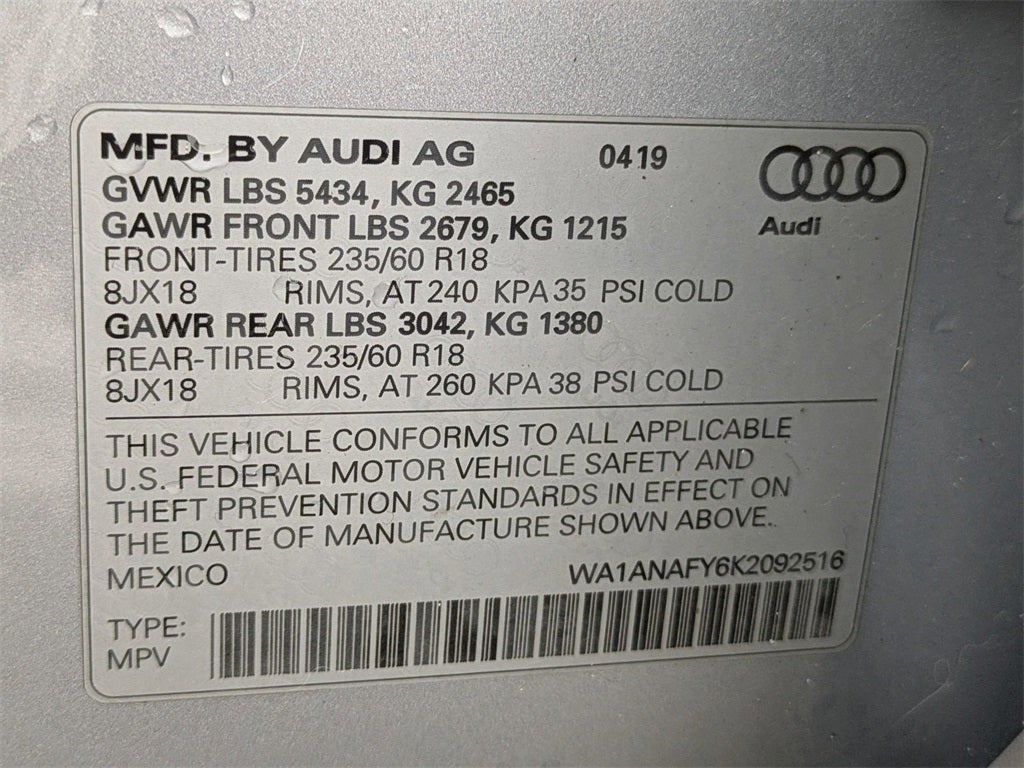 MFD. BY AUDI AG 0419
Audi
GVWR LBS 5434, KG 2465
GAWR FRONT LBS 2679, KG 1215
FRONT-TIRES 235/60 R18
8JX18 RIMS, AT 240 KPA 35 PSI COLD
GAWR REAR LBS 3042, KG 1380
REAR-TIRES 235/60 R18
8JX18 RIMS, AT 260 KPA 38 PSI COLD
THIS VEHICLE CONFORMS TO ALL APPLICABLE
U.S. FEDERAL MOTOR VEHICLE SAFETY AND
THEFT PREVENTION STANDARDS IN EFFECT ON
THE DATE OF MANUFACTURE SHOWN ABOVE.
MEXICO WA1ANAFY6K2092516
TYPE:
MPV